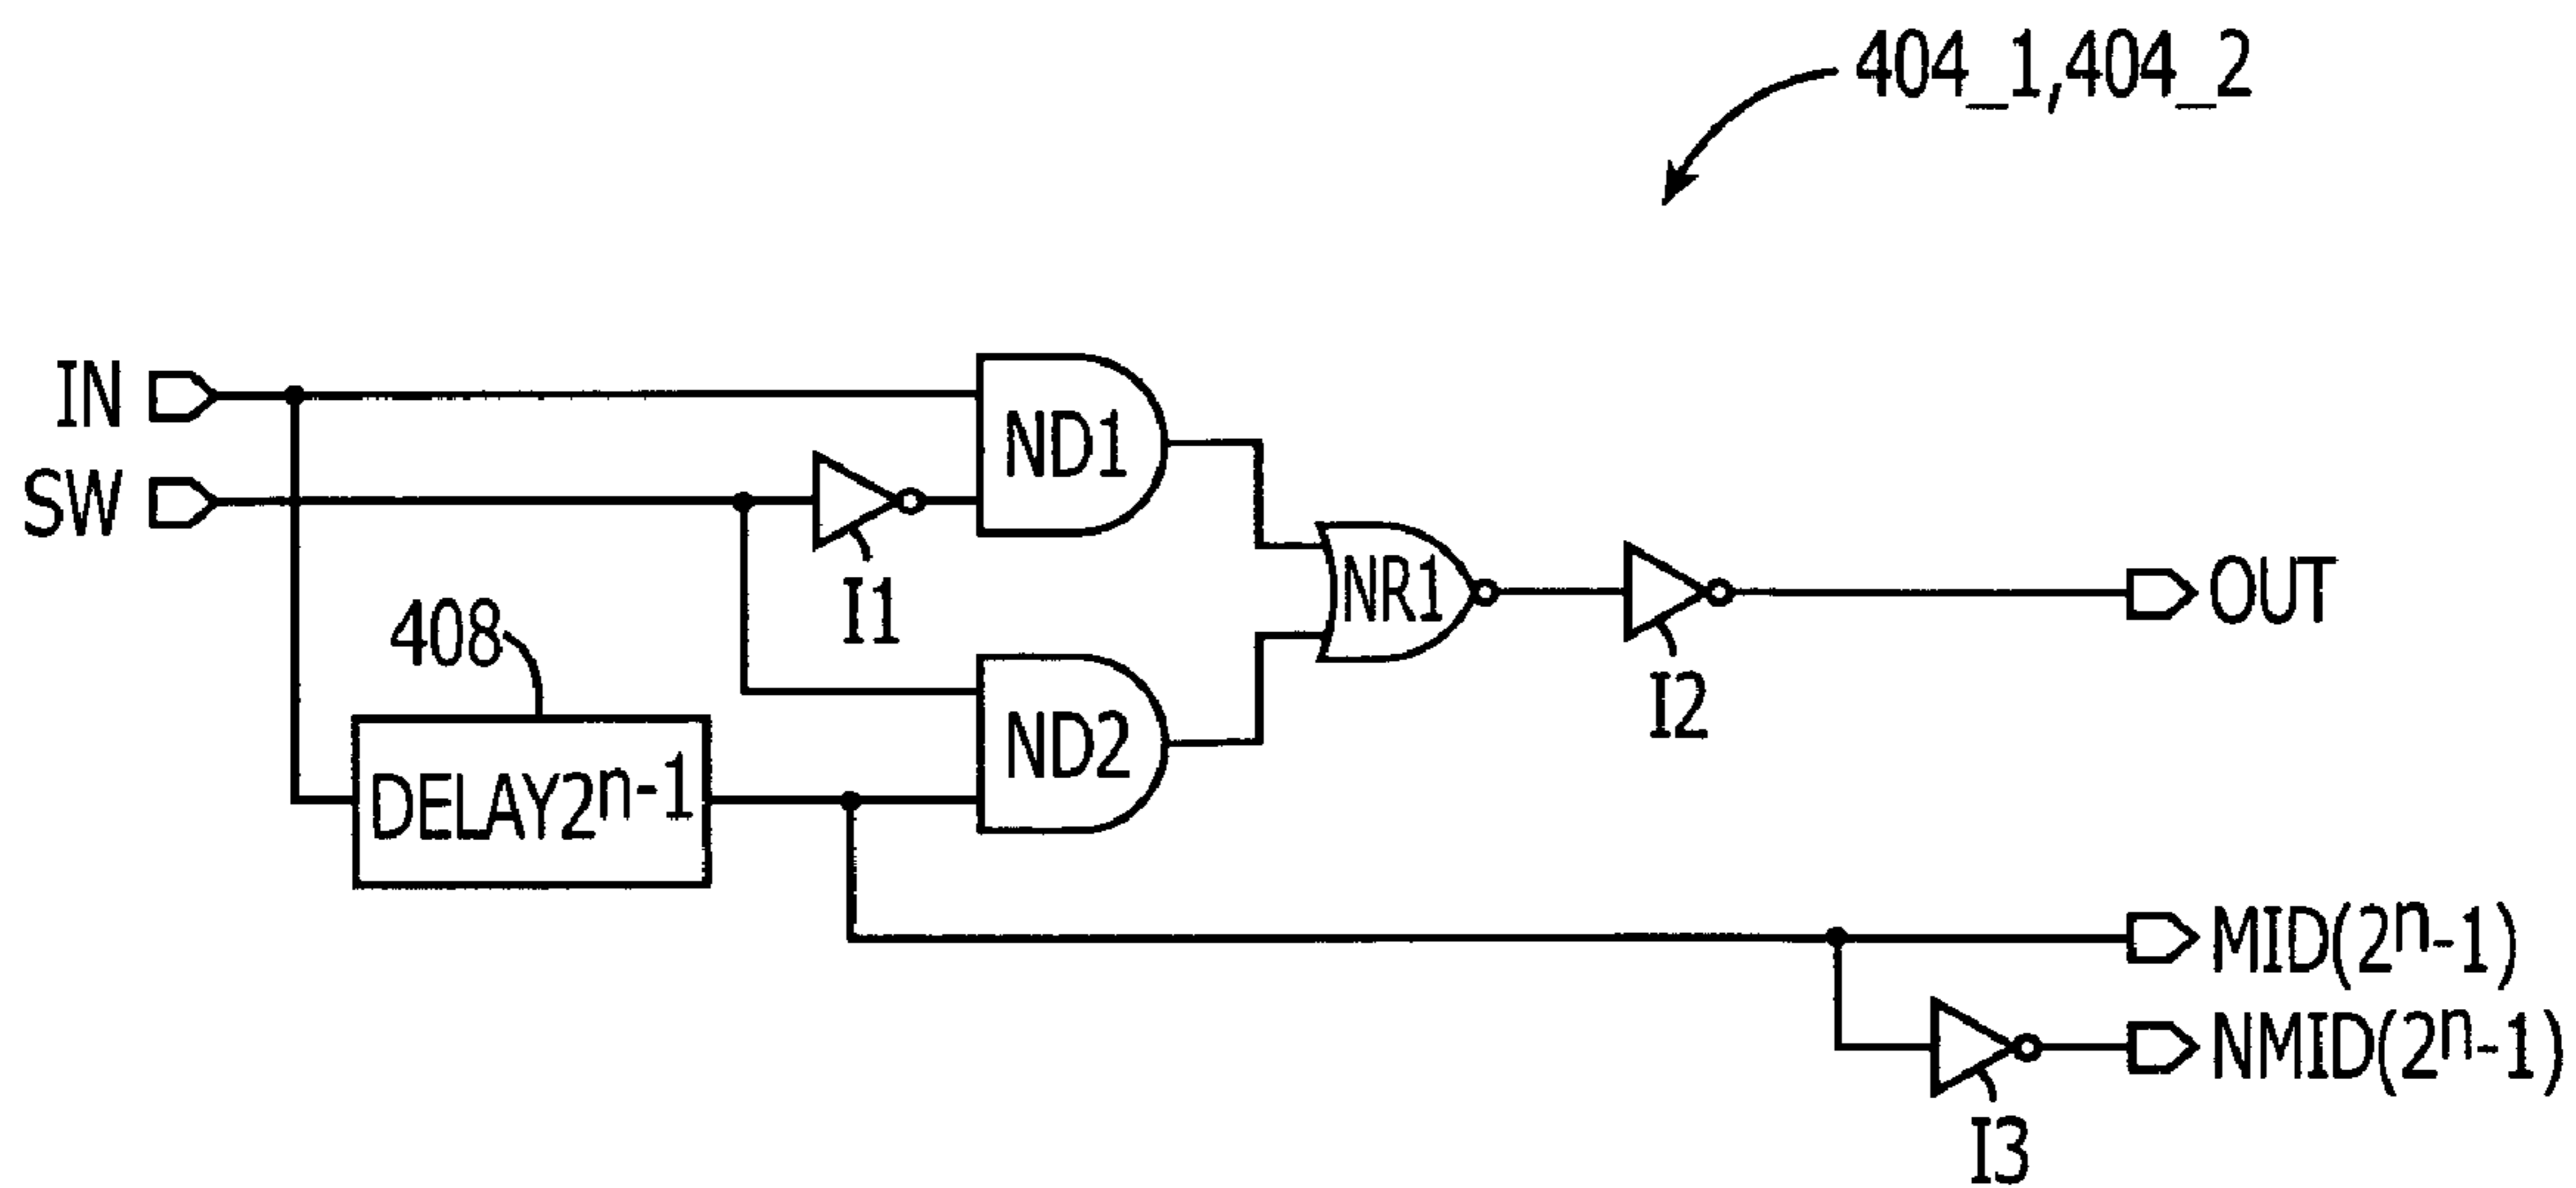 404_1,404_2
IN
SW
ND1
I1
408
NR1
OUT
I2
ND2
DELAY2ⁿ⁻¹
MID(2ⁿ-1)
NMID(2ⁿ-1)
I3